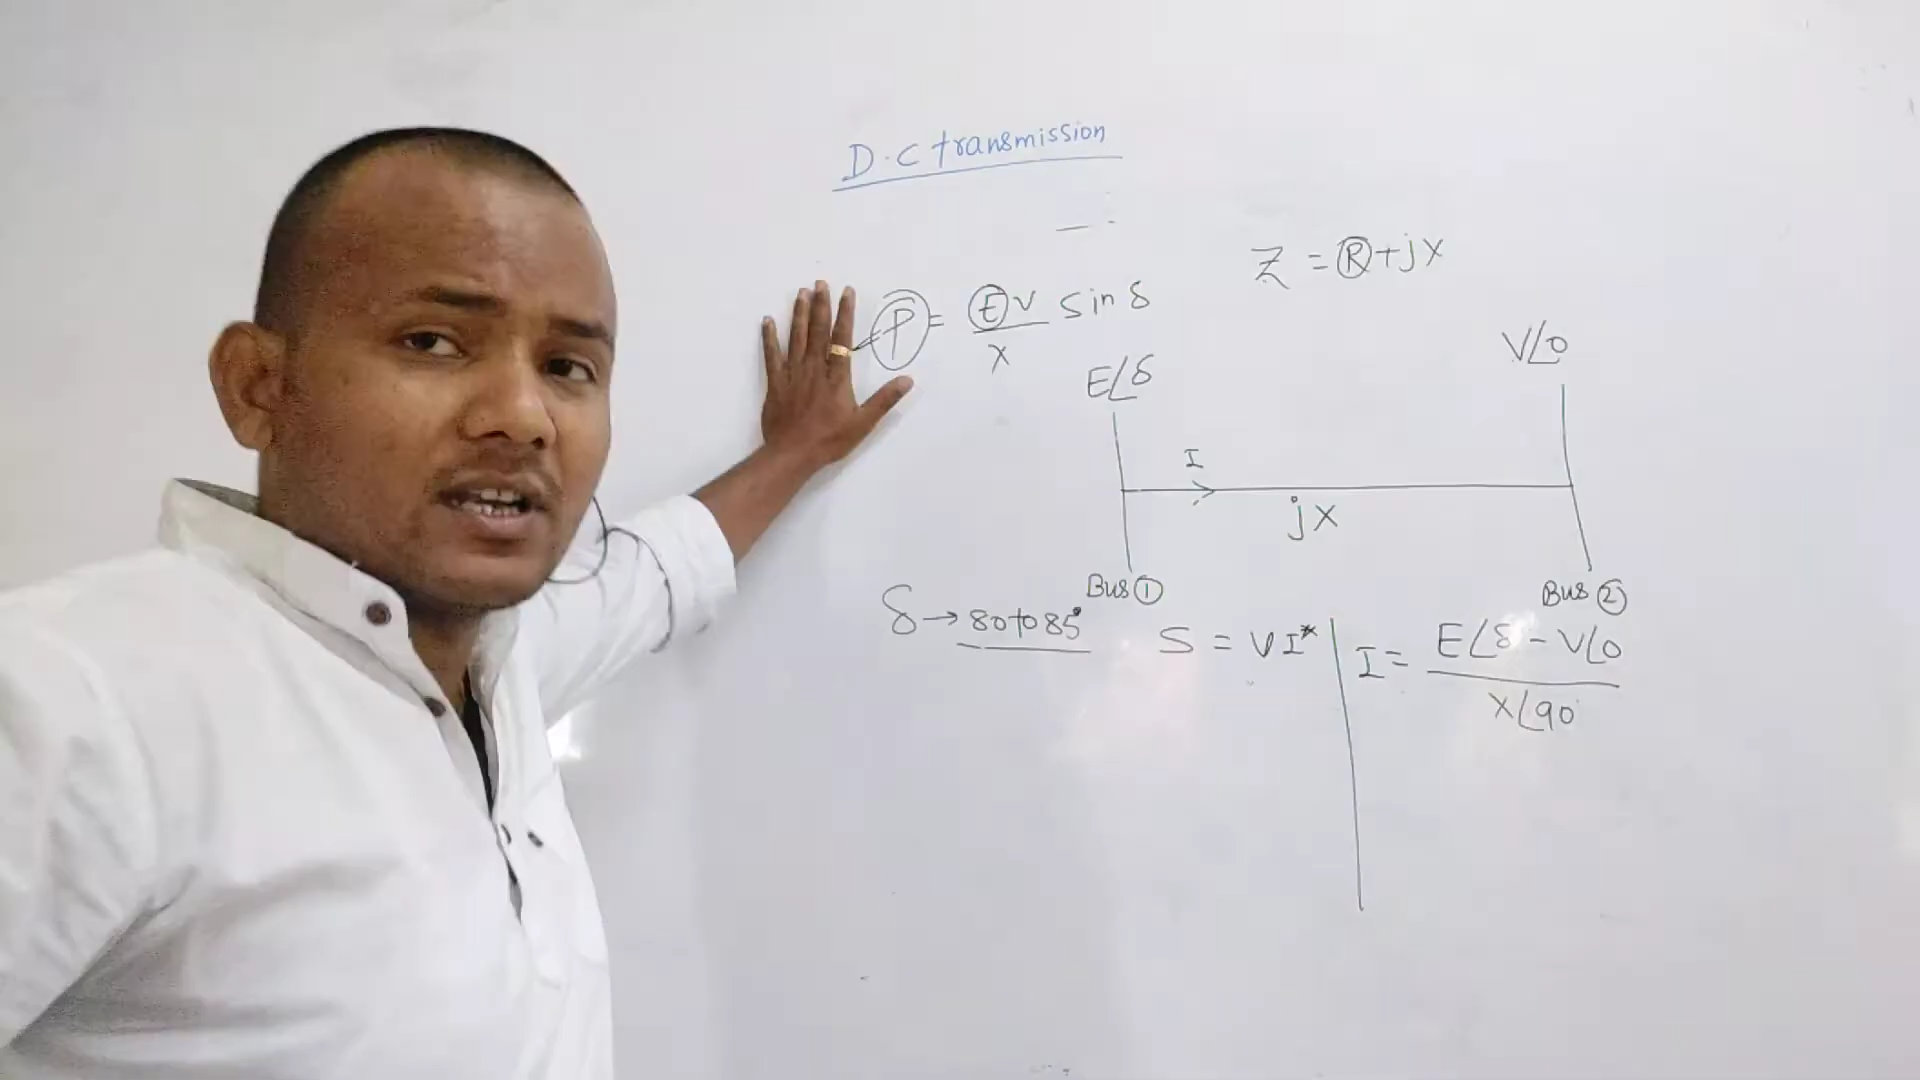 D.C transmission
Z = R+jX
P = EV/X Sin δ
E∠δ
V∠0
I
jX
Bus 1
Bus 2
δ → 80 to 85°
S = VI*
I = E∠δ - V∠0 / X∠90°